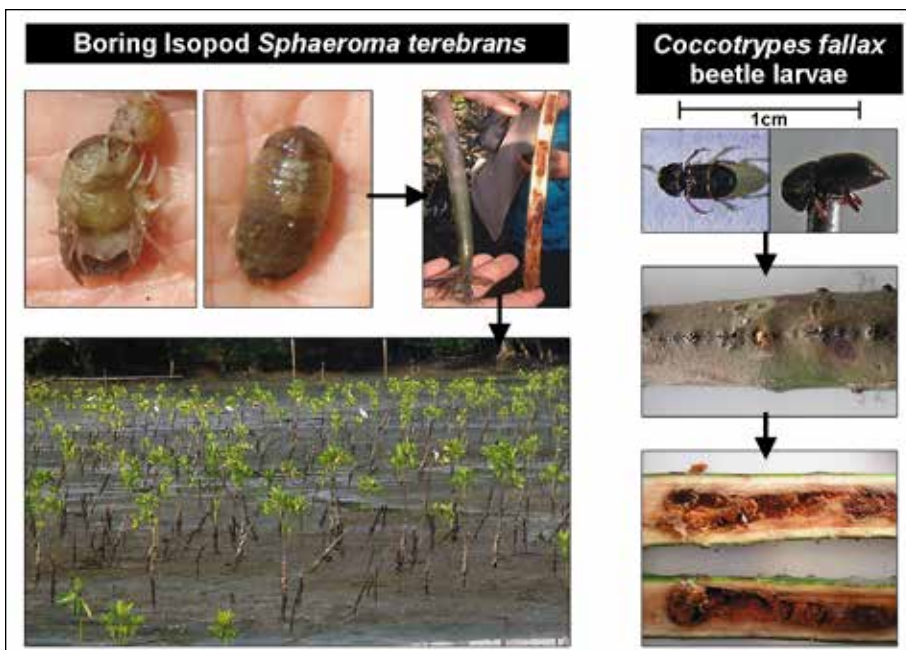 Boring Isopod Sphaeroma terebrans
Coccotrypes fallax
beetle larvae
1cm